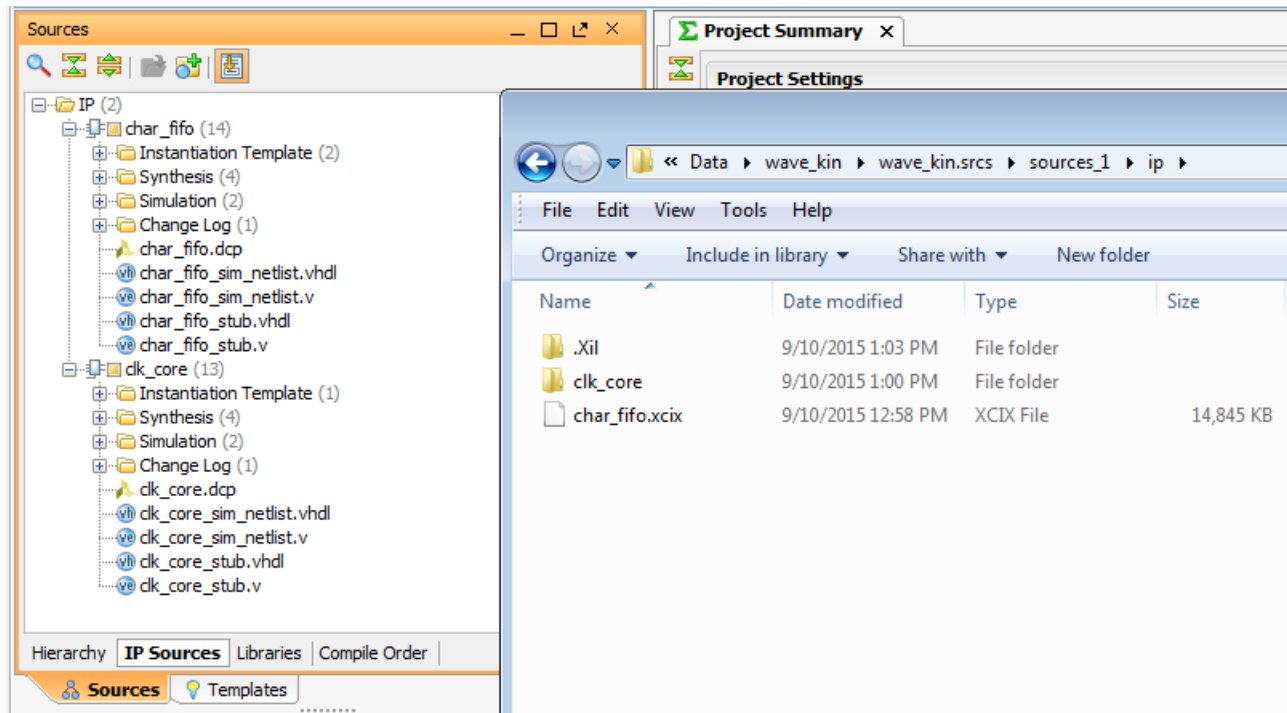 Sources
IP (2)
char_fifo (14)
Instantiation Template (2)
Synthesis (4)
Simulation (2)
Change Log (1)
char_fifo.dcp
char_fifo_sim_netlist.vhdl
char_fifo_sim_netlist.v
char_fifo_stub.vhdl
char_fifo_stub.v
clk_core (13)
Instantiation Template (1)
Synthesis (4)
Simulation (2)
Change Log (1)
clk_core.dcp
clk_core_sim_netlist.vhdl
clk_core_sim_netlist.v
clk_core_stub.vhdl
clk_core_stub.v
Hierarchy IP Sources Libraries Compile Order
Sources Templates
Project Summary
Project Settings
« Data wave_kin wave_kin.srcs sources_1 ip
File Edit View Tools Help
Organize Include in library Share with New folder
Name Date modified Type Size
.Xil 9/10/2015 1:03 PM File folder
clk_core 9/10/2015 1:00 PM File folder
char_fifo.xcix 9/10/2015 12:58 PM XCIX File 14,845 KB